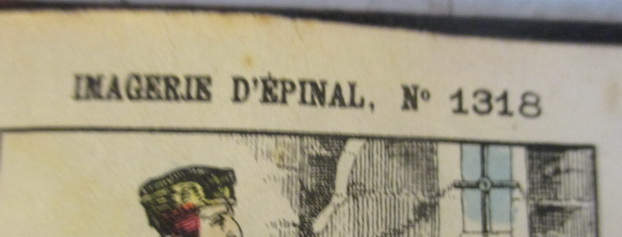 IMAGERIE D'ÉPINAL, Nº 1318